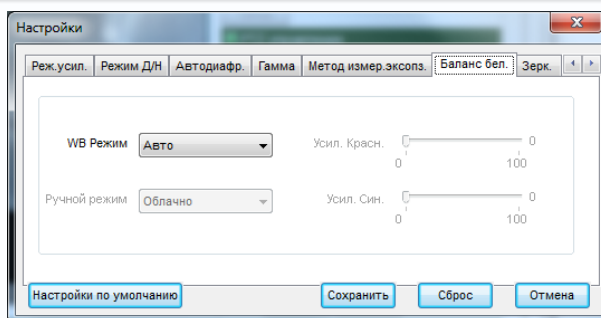 Настройки
Реж.усил. Режим Д/Н Автодиафр. Гамма Метод измер.экспз. Баланс бел. Зерк.
WB Режим Авто Усил. Красн. 0
0 100
Ручной режим Облачно Усил. Син. 0
0 100
Настройки по умолчанию Сохранить Сброс Отмена